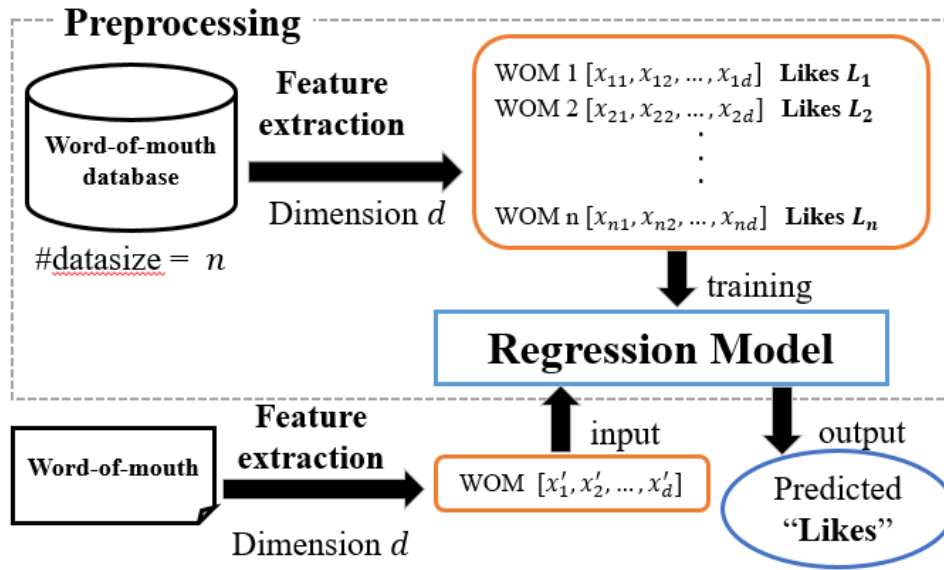 Preprocessing
Word-of-mouth
database
#datasize = n
Feature
extraction
Dimension d
WOM 1 [x₁₁, x₁₂, ..., x₁d] Likes L₁
WOM 2 [x₂₁, x₂₂, ..., x₂d] Likes L₂
.
.
.
WOM n [xₙ₁, xₙ₂, ..., xₙd] Likes Lₙ
training
Regression Model
Word-of-mouth
Feature
extraction
Dimension d
WOM [x′₁, x′₂, ..., x′d]
input
output
Predicted
“Likes”